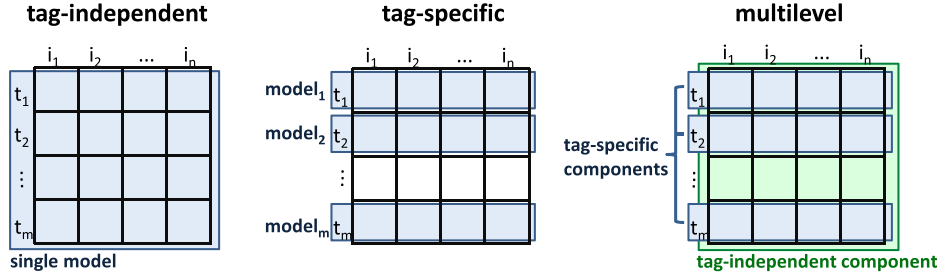 tag-independent
i1 i2 ... in
t1
t2
⋮
tm
single model
tag-specific
i1 i2 ... in
model1 t1
model2 t2
⋮
modelm tm
multilevel
i1 i2 ... in
t1
t2
⋮
tm
tag-specific
components
tag-independent component